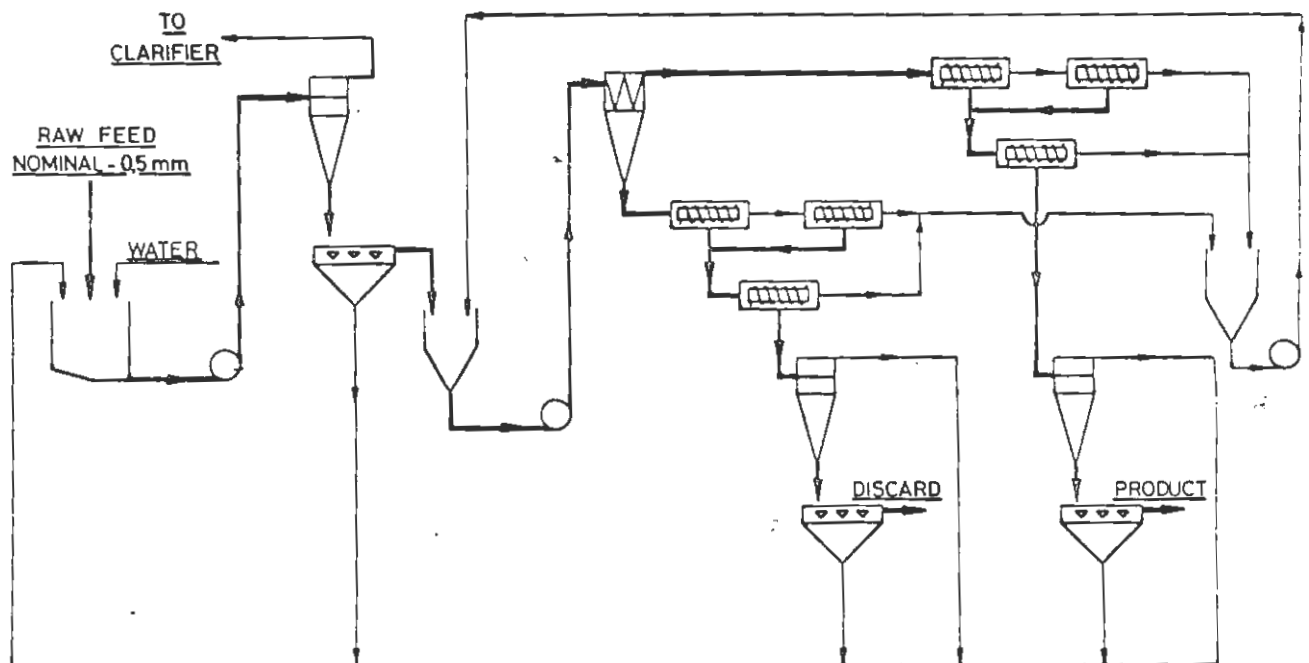 TO
CLARIFIER
RAW FEED
NOMINAL - 0,5 mm
WATER
DISCARD
PRODUCT